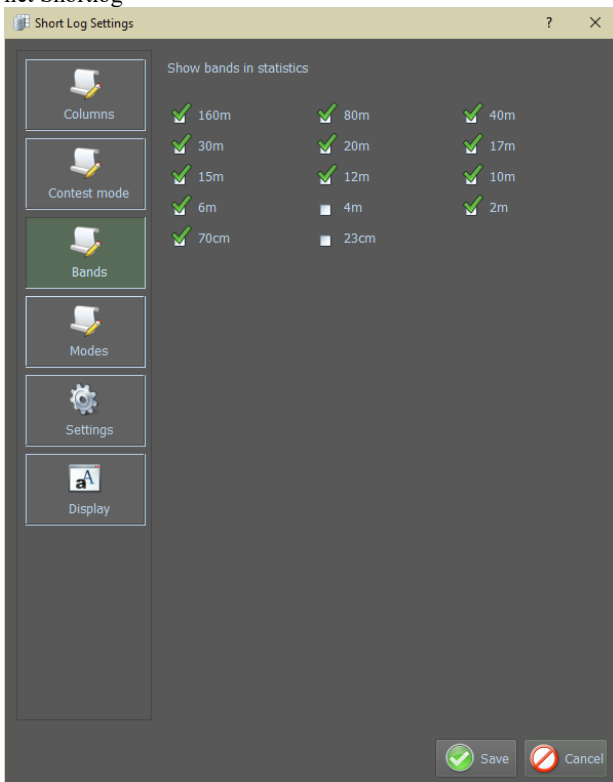 Short Log Settings ? ×
Show bands in statistics
Columns
Contest mode
Bands
Modes
Settings
aA
Display
160m 80m 40m
30m 20m 17m
15m 12m 10m
6m 4m 2m
70cm 23cm
Save Cancel